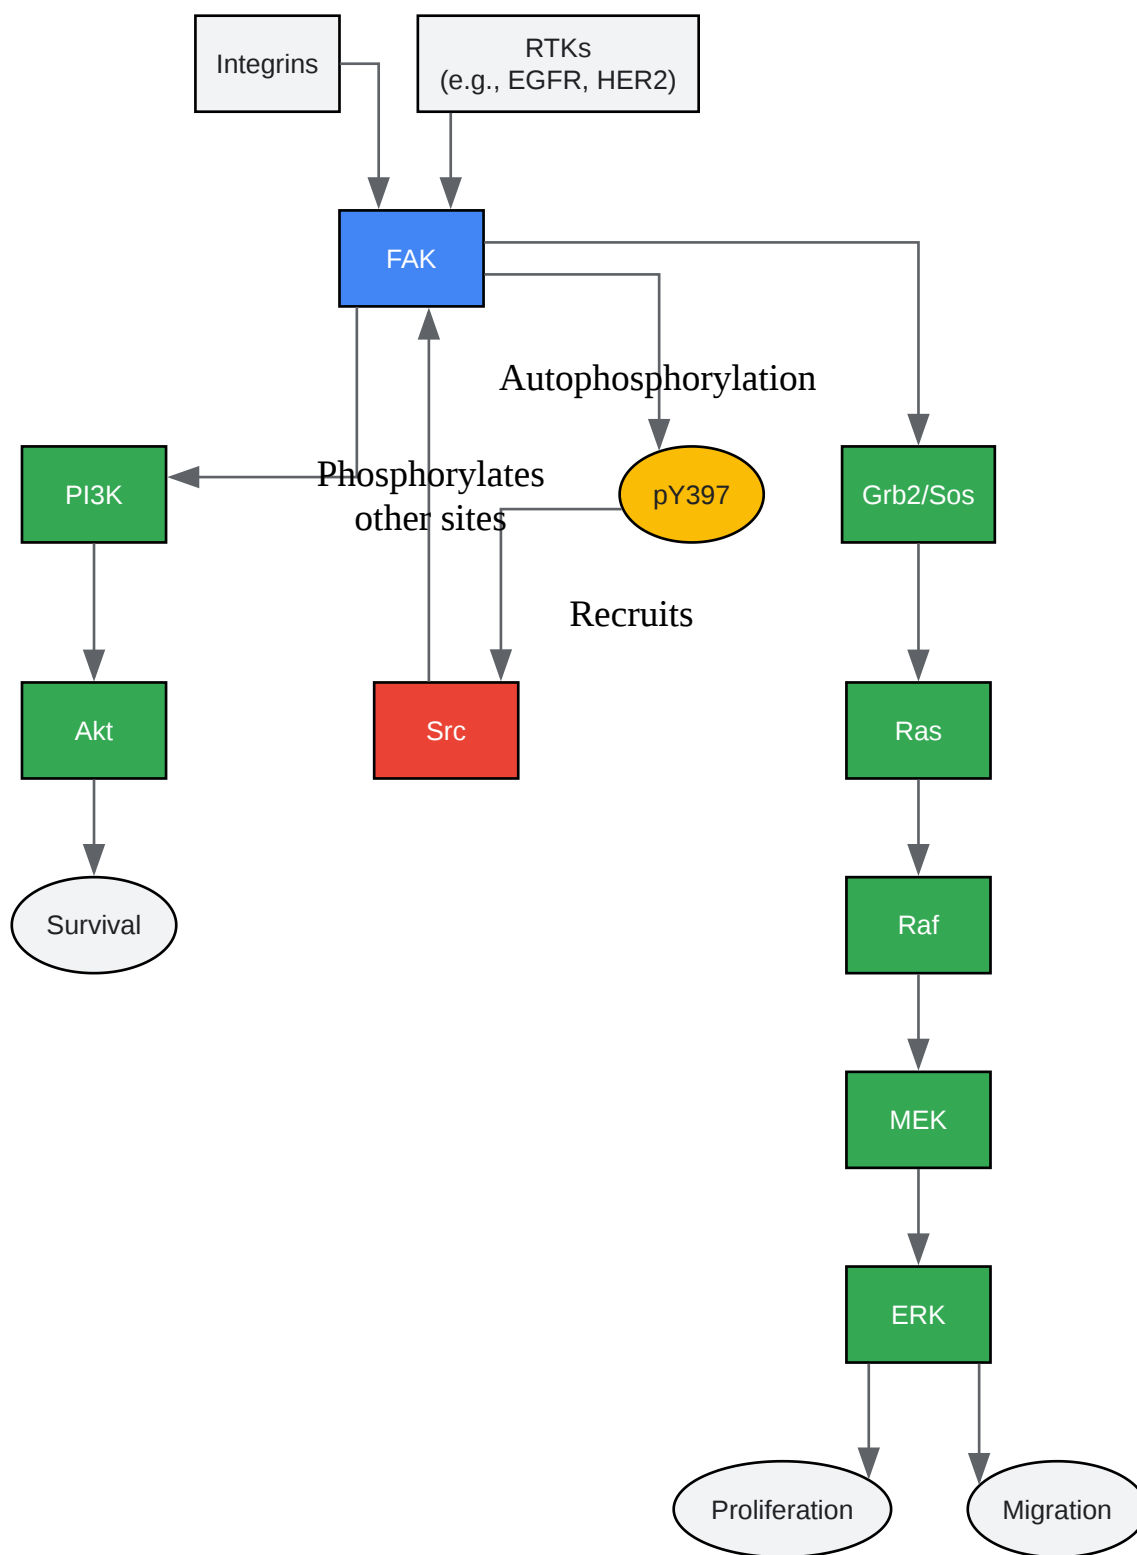 Integrins
RTKs
(e.g., EGFR, HER2)
FAK
Autophosphorylation
PI3K
Phosphorylates
other sites
pY397
Grb2/Sos
Recruits
Akt
Src
Ras
Survival
Raf
MEK
ERK
Proliferation
Migration